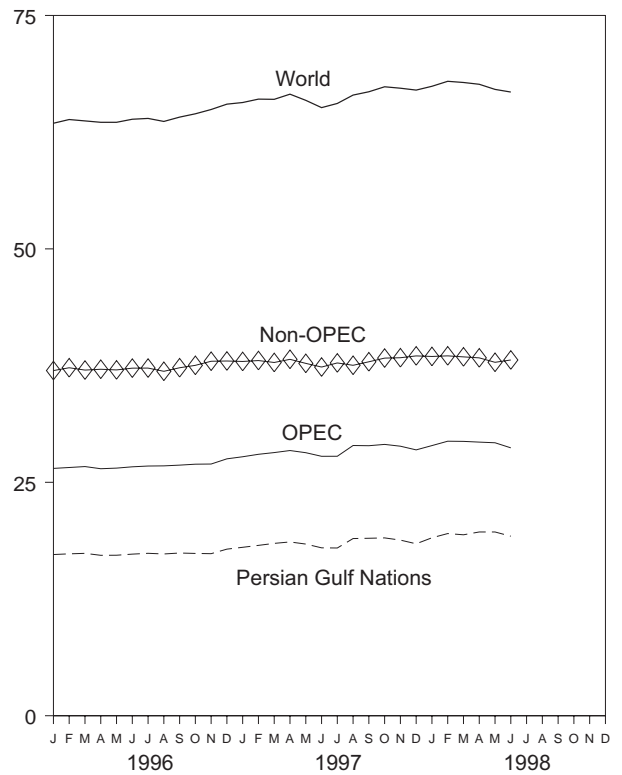 75
World
50
Non-OPEC
OPEC
25
Persian Gulf Nations
0
J F M A M J J A S O N D J F M A M J J A S O N D J F M A M J J A S O N D
1996 1997 1998